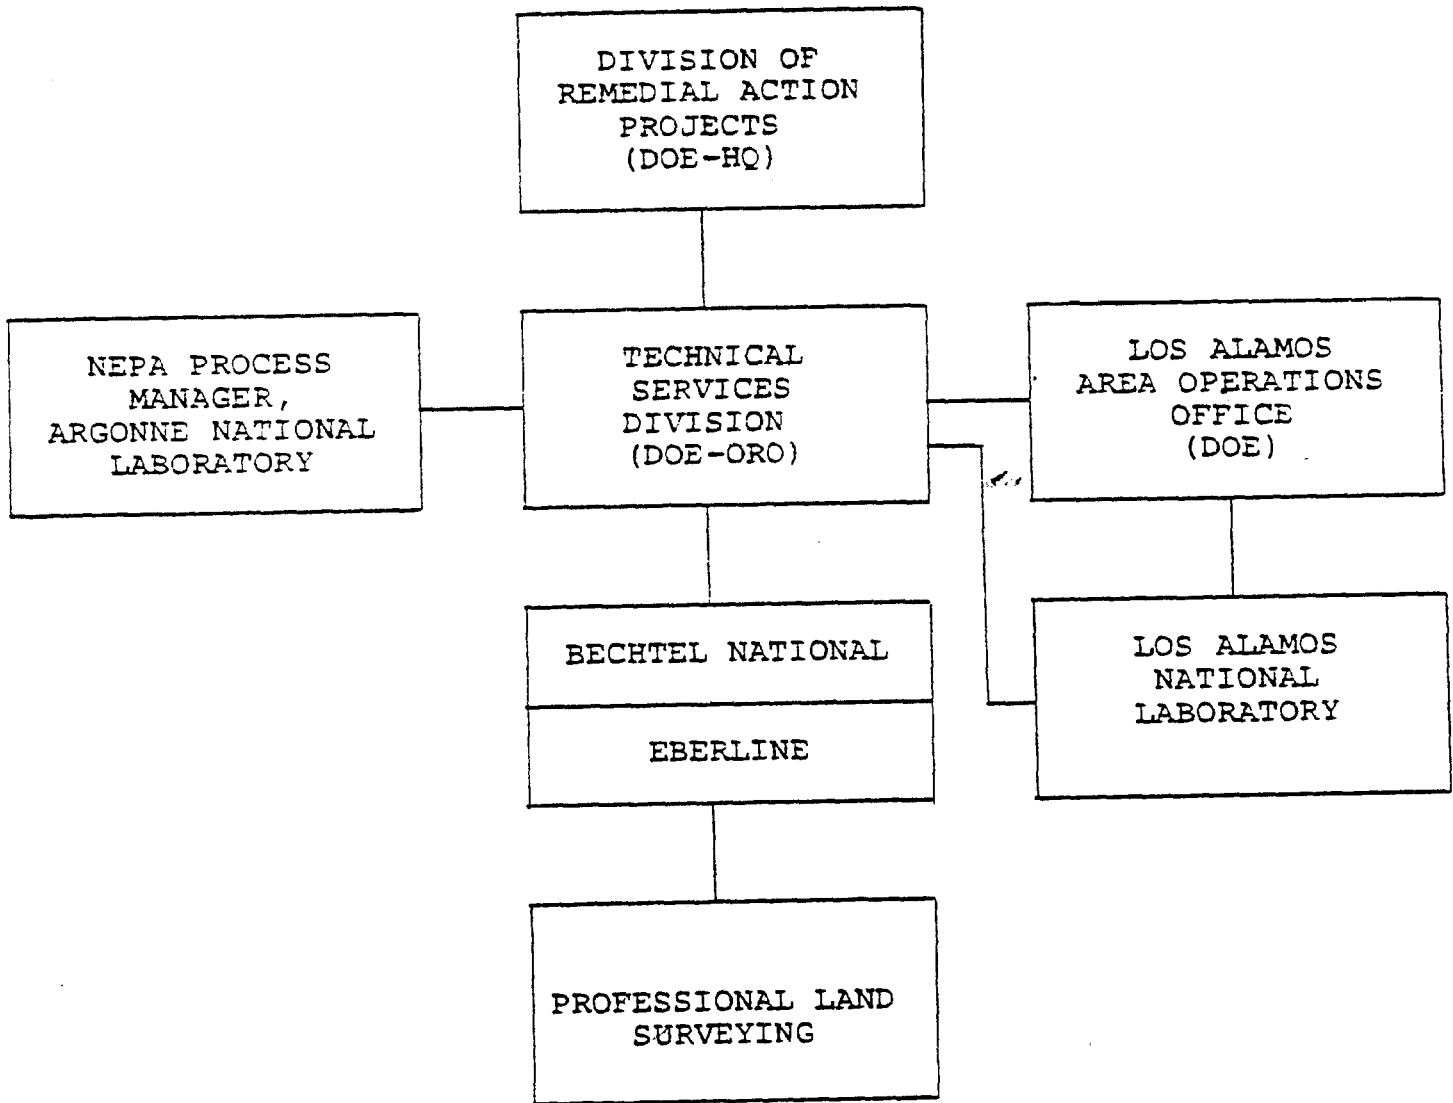 DIVISION OF
REMEDIAL ACTION
PROJECTS
(DOE-HQ)
NEPA PROCESS
MANAGER,
ARGONNE NATIONAL
LABORATORY
TECHNICAL
SERVICES
DIVISION
(DOE-ORO)
LOS ALAMOS
AREA OPERATIONS
OFFICE
(DOE)
BECHTEL NATIONAL
EBERLINE
LOS ALAMOS
NATIONAL
LABORATORY
PROFESSIONAL LAND
SURVEYING